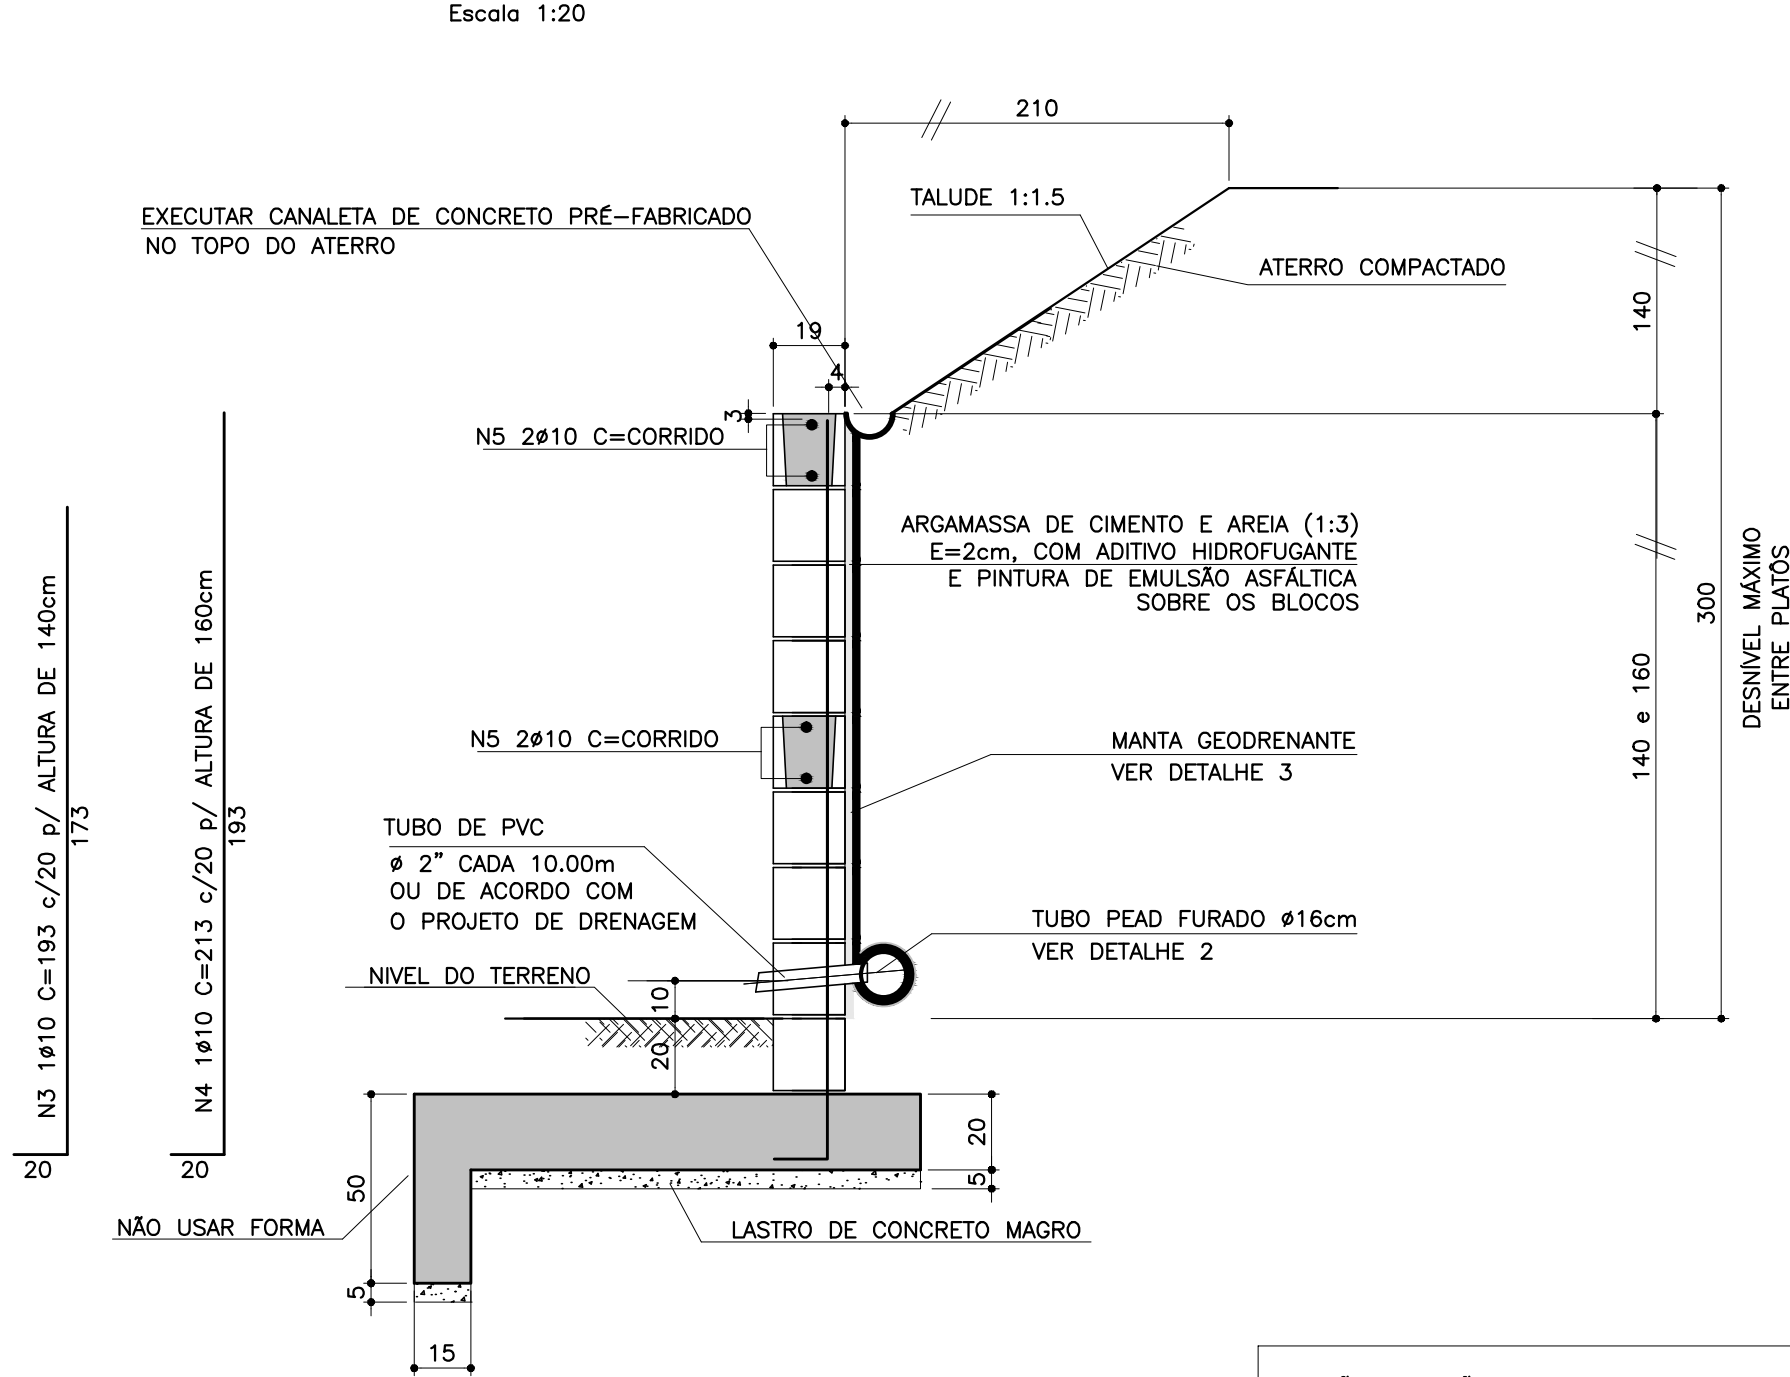 Escala 1:20
210
TALUDE 1:1.5
EXECUTAR CANALETA DE CONCRETO PRÉ-FABRICADO
NO TOPO DO ATERRO
ATERRO COMPACTADO
140
19
4
3
N5 2ø10 C=CORRIDO
ARGAMASSA DE CIMENTO E AREIA (1:3)
E=2cm, COM ADITIVO HIDROFUGANTE
E PINTURA DE EMULSÃO ASFÁLTICA
SOBRE OS BLOCOS
300
DESNÍVEL MÁXIMO
ENTRE PLATÔS
140 e 160
N3 1ø10 C=193 c/20 p/ ALTURA DE 140cm
173
20
N4 1ø10 C=213 c/20 p/ ALTURA DE 160cm
193
20
N5 2ø10 C=CORRIDO
MANTA GEODRENANTE
VER DETALHE 3
TUBO DE PVC
ø 2" CADA 10.00m
OU DE ACORDO COM
O PROJETO DE DRENAGEM
TUBO PEAD FURADO ø16cm
VER DETALHE 2
NIVEL DO TERRENO
10
20
20
5
50
5
NÃO USAR FORMA
LASTRO DE CONCRETO MAGRO
15